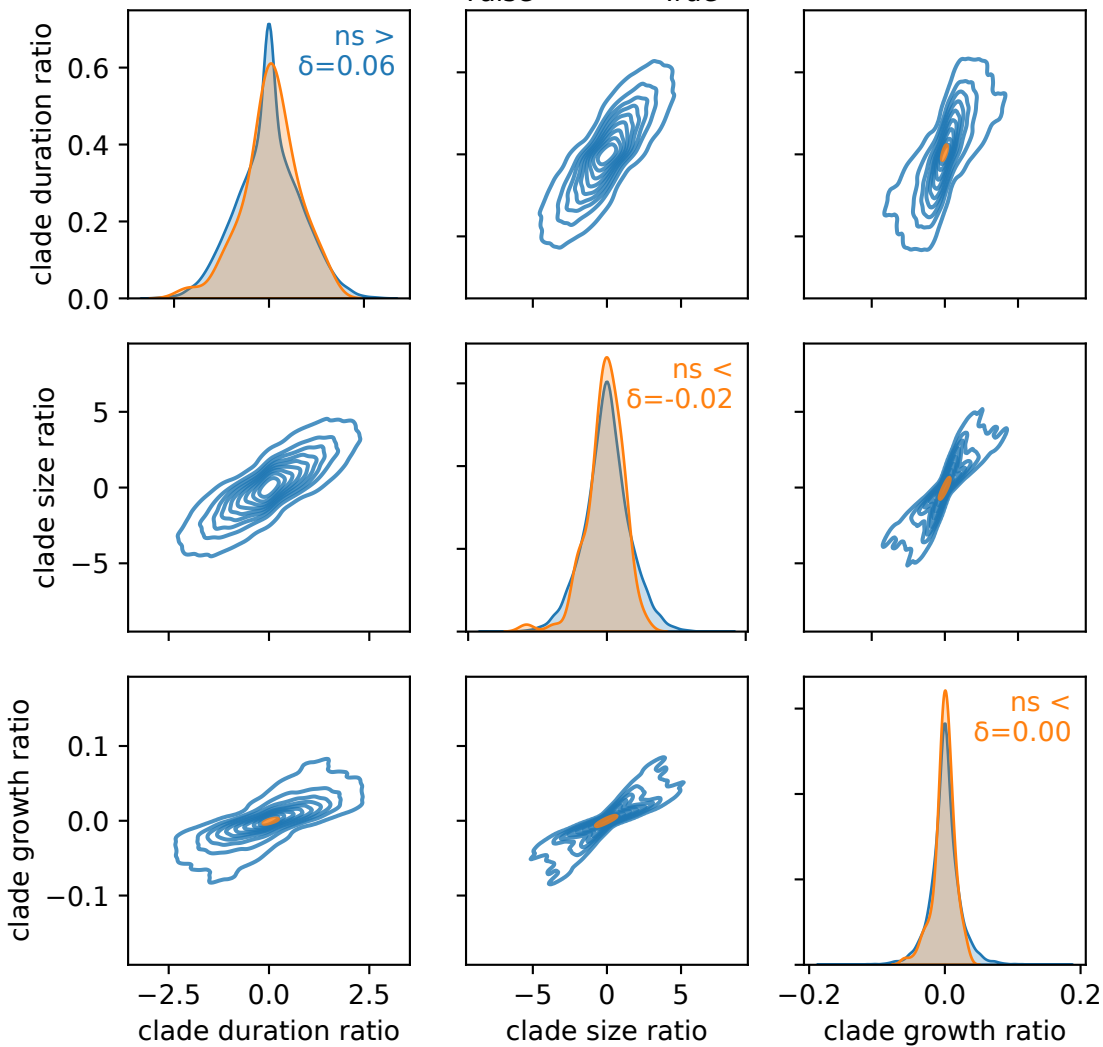 clade duration ratio
0.6
0.4
0.2
0.0
ns >
δ=0.06
clade size ratio
5
0
−5
ns <
δ=-0.02
clade growth ratio
0.1
0.0
−0.1
ns <
δ=0.00
−2.5 0.0 2.5
−5 0 5
−0.2 0.0 0.2
clade duration ratio
clade size ratio
clade growth ratio